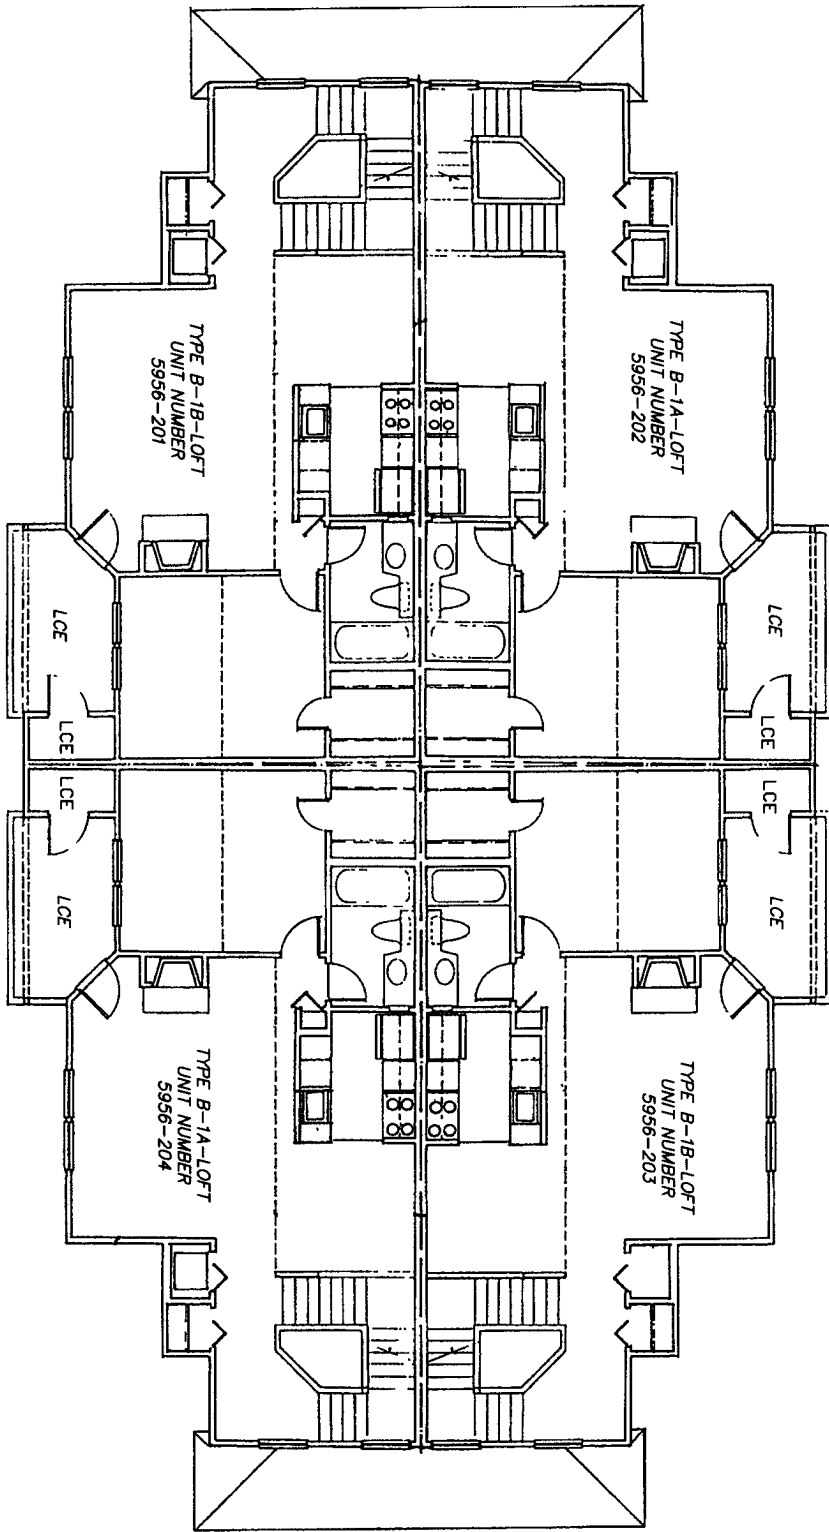 TYPE B-1B-LOFT
UNIT NUMBER
5956-201
TYPE B-1A-LOFT
UNIT NUMBER
5956-202
LCE
LCE
LCE
LCE
LCE
LCE
LCE
LCE
TYPE B-1A-LOFT
UNIT NUMBER
5956-204
TYPE B-1B-LOFT
UNIT NUMBER
5956-203